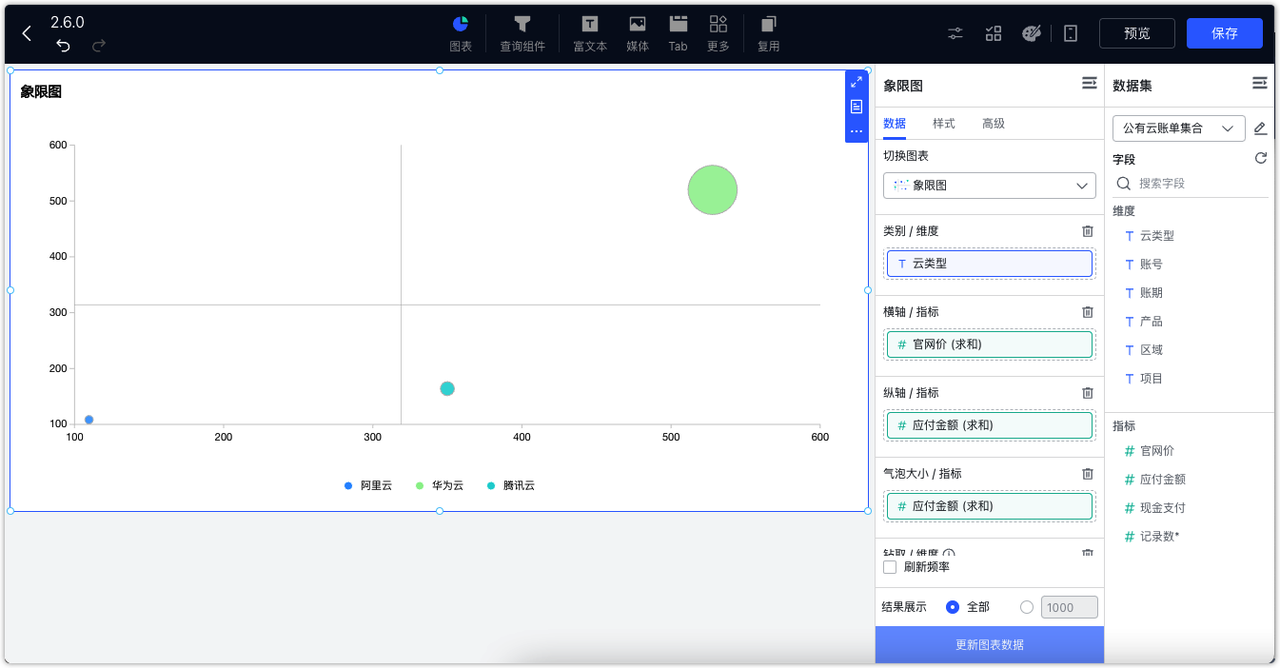 2.6.0
图表
查询组件
富文本
媒体
Tab
更多
复用
预览
保存
象限图
600
500
400
300
200
100
100
200
300
400
500
600
阿里云
华为云
腾讯云
象限图
数据
样式
高级
切换图表
象限图
类别 / 维度
T 云类型
横轴 / 指标
# 官网价 (求和)
纵轴 / 指标
# 应付金额 (求和)
气泡大小 / 指标
# 应付金额 (求和)
钻取 / 维度
刷新频率
结果展示
全部
1000
更新图表数据
数据集
公有云账单集合
字段
搜索字段
维度
T 云类型
T 账号
T 账期
T 产品
T 区域
T 项目
指标
# 官网价
# 应付金额
# 现金支付
# 记录数*